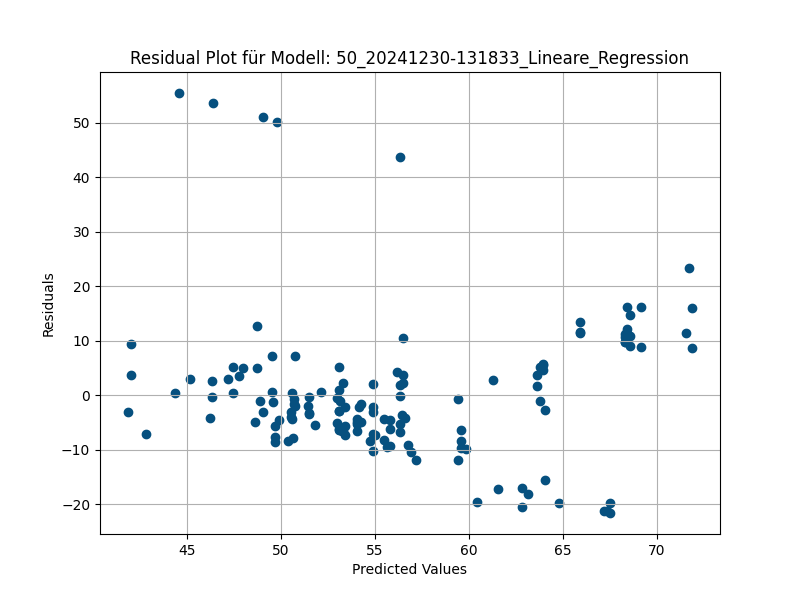 Residual Plot für Modell: 50_20241230-131833_Lineare_Regression
50
40
30
20
10
0
−10
−20
Residuals
45 50 55 60 65 70
Predicted Values